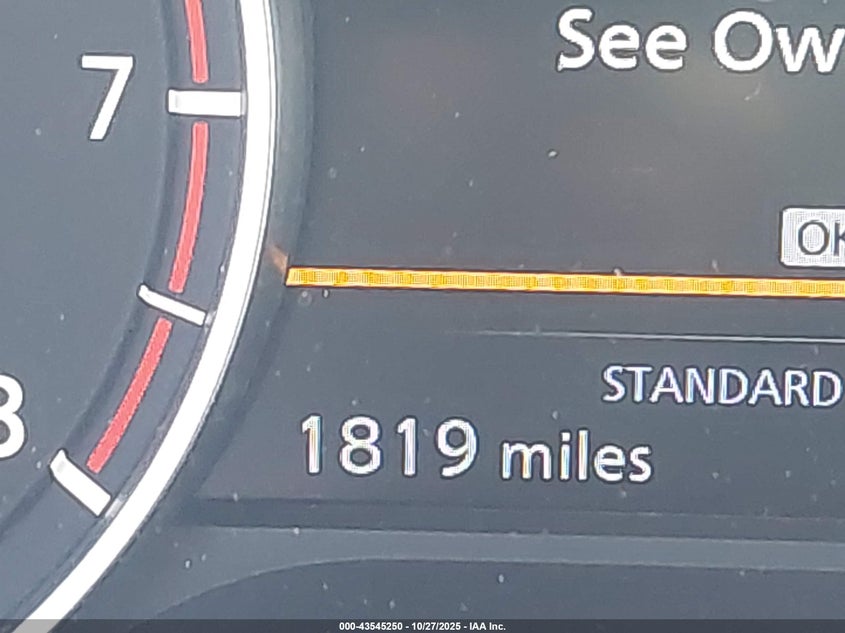 See Ow
7
OK
STANDARD
8
1819 miles
000-43545250 - 10/27/2025 - IAA Inc.